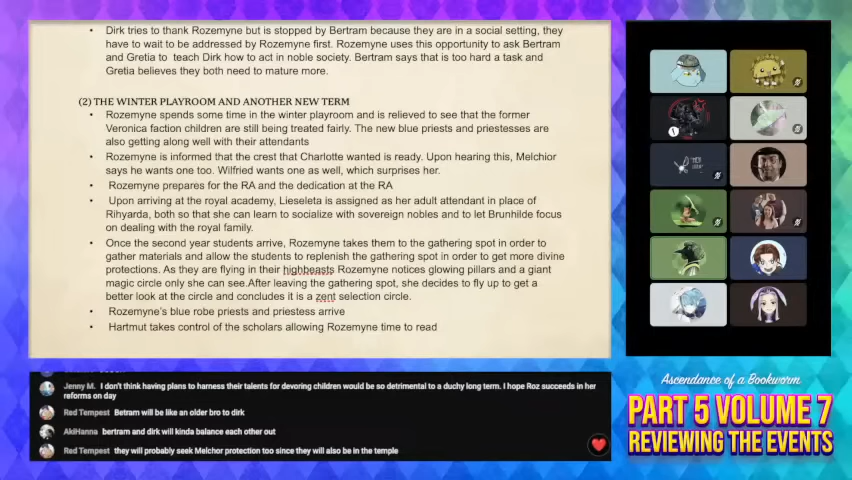 Dirk tries to thank Rozemyne but is stopped by Bertram because they are in a social setting, they
have to wait to be addressed by Rozemyne first. Rozemyne uses this opportunity to ask Bertram
and Gretia to  teach Dirk how to act in noble society. Bertram says that is too hard a task and
Gretia believes they both need to mature more.
(2) THE WINTER PLAYROOM AND ANOTHER NEW TERM
Rozemyne spends some time in the winter playroom and is relieved to see that the former
Veronica faction children are still being treated fairly. The new blue priests and priestesses are
also getting along well with their attendants
Rozemyne is informed that the crest that Charlotte wanted is ready. Upon hearing this, Melchior
says he wants one too. Wilfried wants one as well, which surprises her.
Rozemyne prepares for the RA and the dedication at the RA
Upon arriving at the royal academy, Lieseleta is assigned as her adult attendant in place of
Rihyarda, both so that she can learn to socialize with sovereign nobles and to let Brunhilde focus
on dealing with the royal family.
Once the second year students arrive, Rozemyne takes them to the gathering spot in order to
gather materials and allow the students to replenish the gathering spot in order to get more divine
protections. As they are flying in their highbeasts Rozemyne notices glowing pillars and a giant
magic circle only she can see.After leaving the gathering spot, she decides to fly up to get a
better look at the circle and concludes it is a zent selection circle.
Rozemyne's blue robe priests and priestess arrive
Hartmut takes control of the scholars allowing Rozemyne time to read
Jenny M. I don't think having plans to harness their talents for devoring children would be so detrimental to a duchy long term. I hope Roz succeeds in her
reforms on day
Red Tempest Betram will be like an older bro to dirk
AkiHanna bertram and dirk will kinda balance each other out
Red Tempest they will probably seek Melchor protection too since they will also be in the temple
Ascendance of a Bookworm
PART 5 VOLUME 7
REVIEWING THE EVENTS